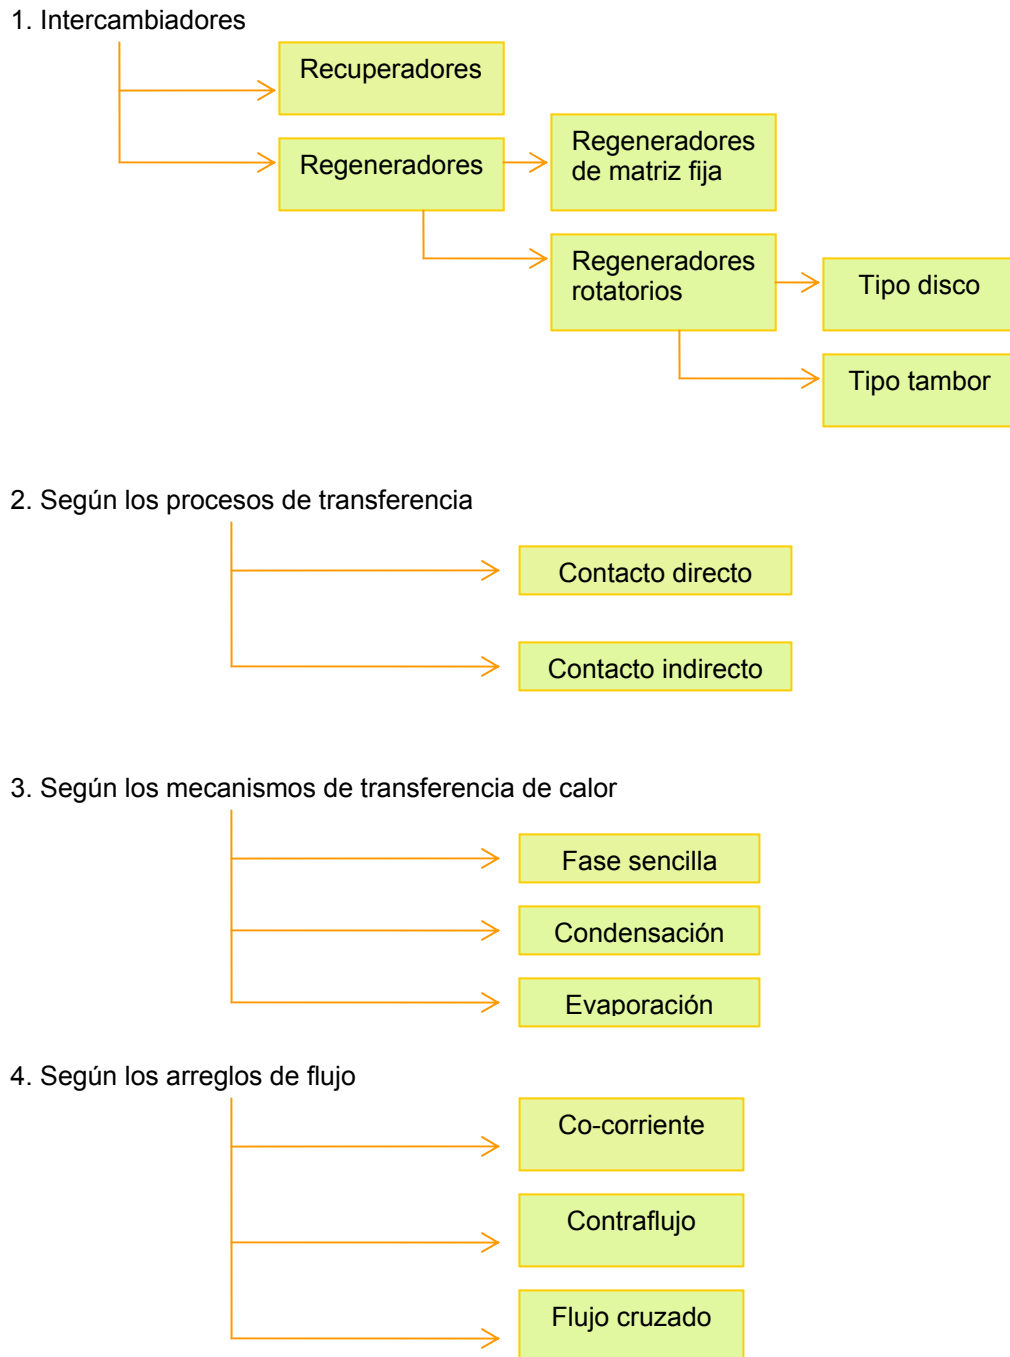 1. Intercambiadores
Recuperadores
Regeneradores
Regeneradores
de matriz fija
Regeneradores
rotatorios
Tipo disco
Tipo tambor
2. Según los procesos de transferencia
Contacto directo
Contacto indirecto
3. Según los mecanismos de transferencia de calor
Fase sencilla
Condensación
Evaporación
4. Según los arreglos de flujo
Co-corriente
Contraflujo
Flujo cruzado